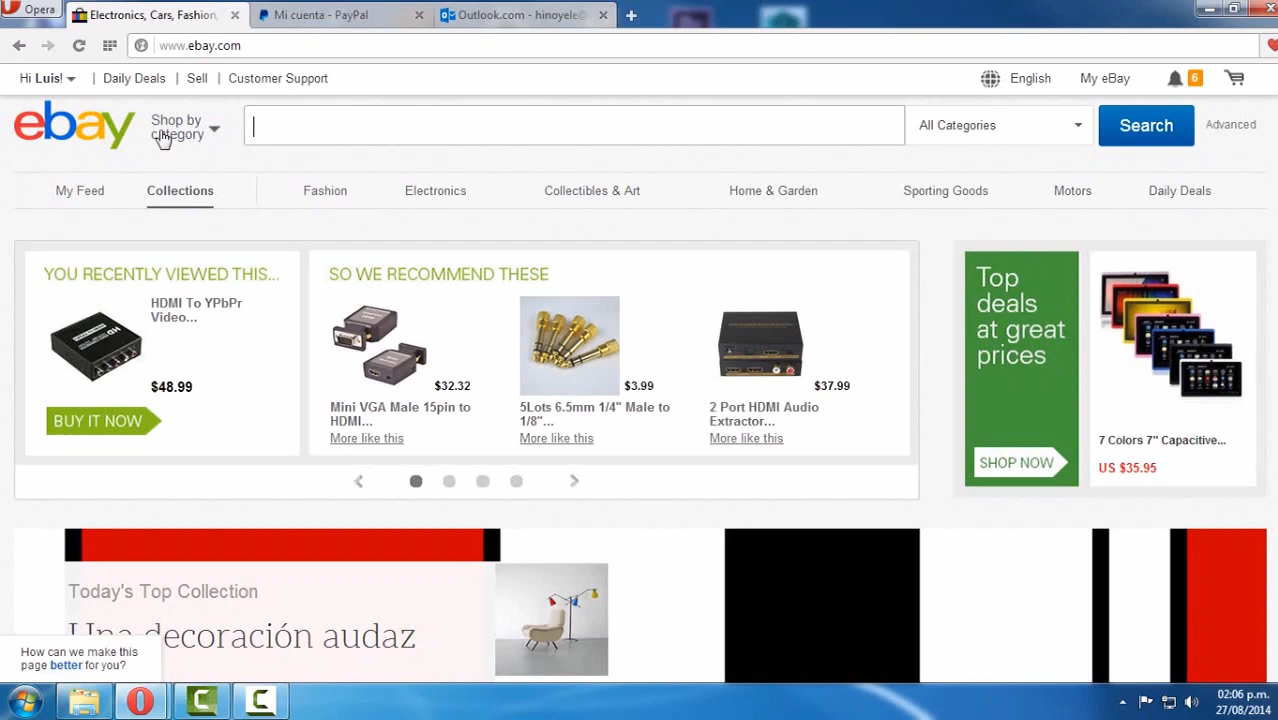 Opera
Electronics, Cars, Fashion,
Mi cuenta - PayPal
Outlook.com - hinoyele@
www.ebay.com
Hi Luis!
Daily Deals
Sell
Customer Support
English
My eBay
6
ebay
Shop by
category
All Categories
Search
Advanced
My Feed
Collections
Fashion
Electronics
Collectibles & Art
Home & Garden
Sporting Goods
Motors
Daily Deals
YOU RECENTLY VIEWED THIS...
HDMI To YPbPr
Video...
$48.99
BUY IT NOW
SO WE RECOMMEND THESE
$32.32
Mini VGA Male 15pin to
HDMI...
More like this
$3.99
5Lots 6.5mm 1/4" Male to
1/8"...
More like this
$37.99
2 Port HDMI Audio
Extractor...
More like this
Top
deals
at great
prices
SHOP NOW
7 Colors 7" Capacitive...
US $35.95
Today's Top Collection
Una decoración audaz
How can we make this
page better for you?
02:06 p.m.
27/08/2014